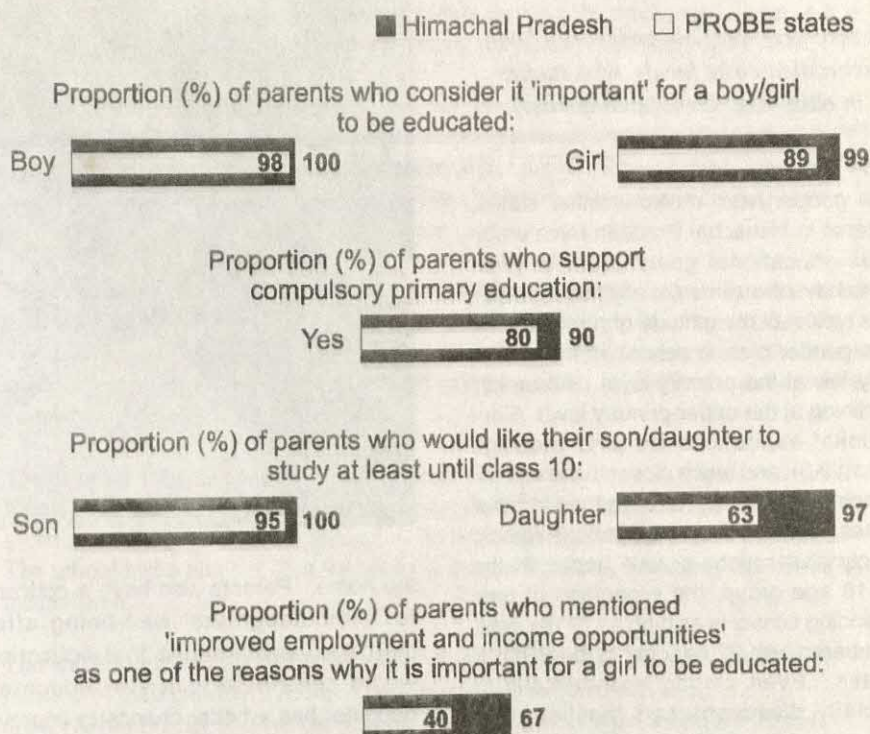 Himachal Pradesh PROBE states
Proportion (%) of parents who consider it 'important' for a boy/girl
to be educated:
Boy 98 100 Girl 89 99
Proportion (%) of parents who support
compulsory primary education:
Yes 80 90
Proportion (%) of parents who would like their son/daughter to
study at least until class 10:
Son 95 100 Daughter 63 97
Proportion (%) of parents who mentioned
'improved employment and income opportunities'
as one of the reasons why it is important for a girl to be educated:
40 67